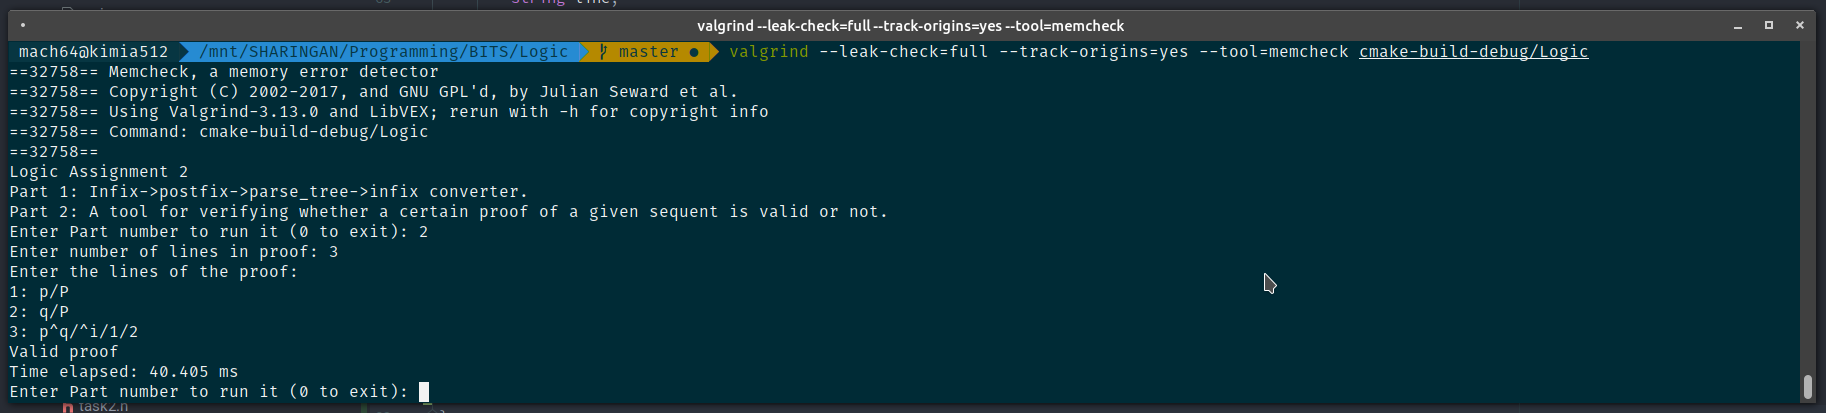 string line;
valgrind --leak-check=full --track-origins=yes --tool=memcheck
mach64@kimia512 /mnt/SHARINGAN/Programming/BITS/Logic master ● valgrind --leak-check=full --track-origins=yes --tool=memcheck cmake-build-debug/Logic
==32758== Memcheck, a memory error detector
==32758== Copyright (C) 2002-2017, and GNU GPL'd, by Julian Seward et al.
==32758== Using Valgrind-3.13.0 and LibVEX; rerun with -h for copyright info
==32758== Command: cmake-build-debug/Logic
==32758==
Logic Assignment 2
Part 1: Infix->postfix->parse_tree->infix converter.
Part 2: A tool for verifying whether a certain proof of a given sequent is valid or not.
Enter Part number to run it (0 to exit): 2
Enter number of lines in proof: 3
Enter the lines of the proof:
1: p/P
2: q/P
3: p^q/^i/1/2
Valid proof
Time elapsed: 40.405 ms
Enter Part number to run it (0 to exit):
task2.h